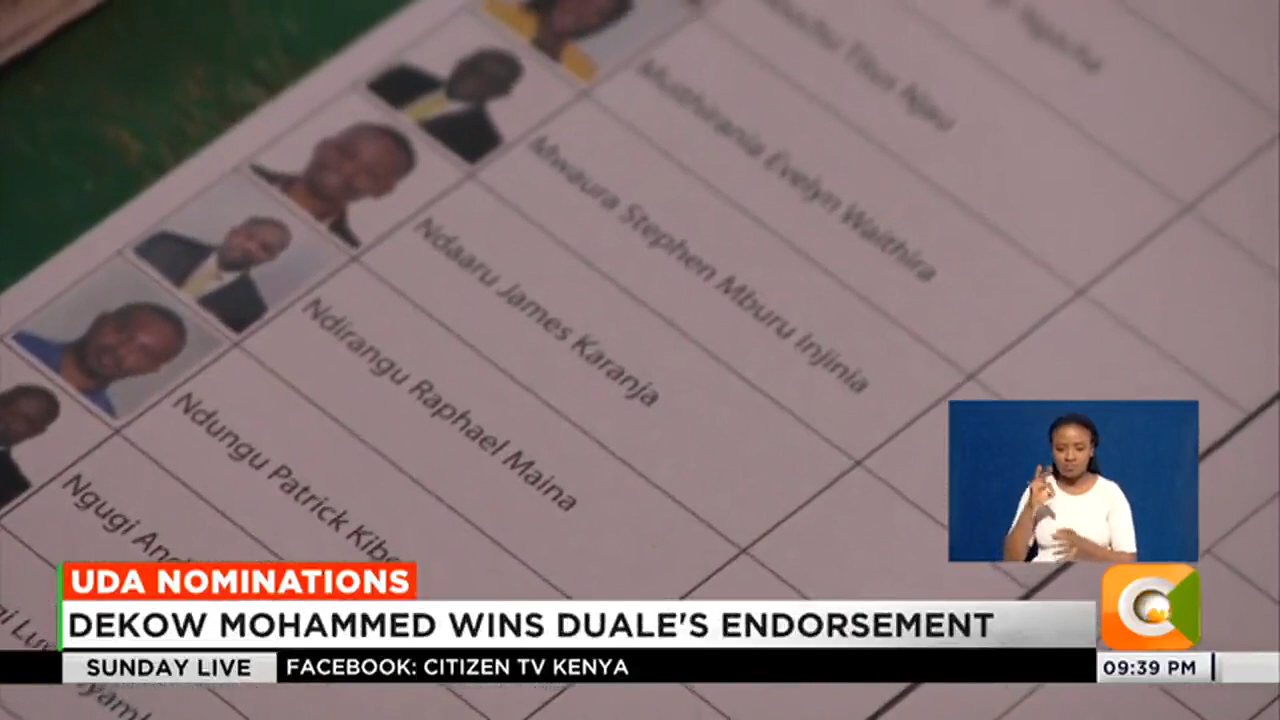 Muthirania Evelyn Waithira
Mwaura Stephen Mburu Injinia
Ndaaru James Karanja
Ndirangu Raphael Maina
Ndungu Patrick
Ngugi
UDA NOMINATIONS
DEKOW MOHAMMED WINS DUALE'S ENDORSEMENT
SUNDAY LIVE
FACEBOOK: CITIZEN TV KENYA
09:39 PM